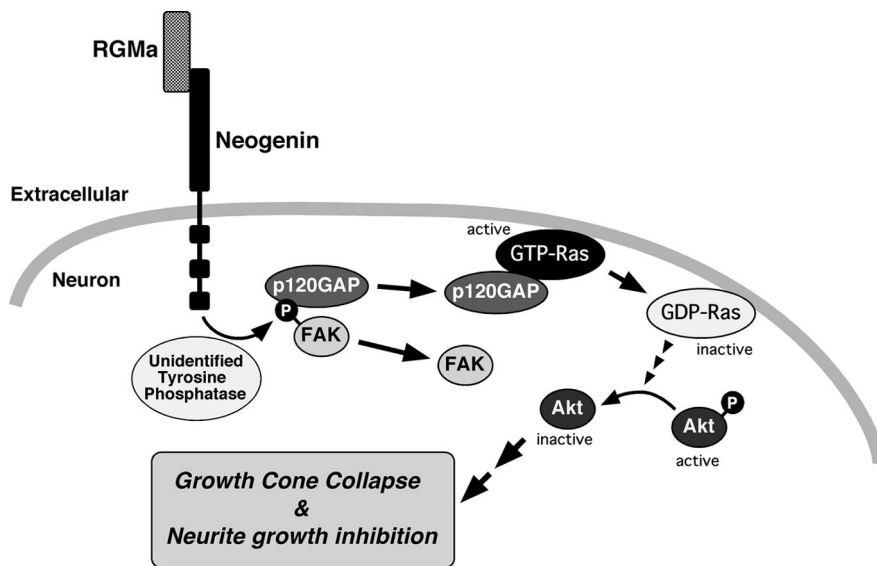 RGMa
Neogenin
Extracellular
Neuron
active
GTP-Ras
p120GAP
p120GAP
P
FAK
GDP-Ras
inactive
Unidentified
Tyrosine
Phosphatase
FAK
Akt
inactive
P
Akt
active
Growth Cone Collapse
&
Neurite growth inhibition